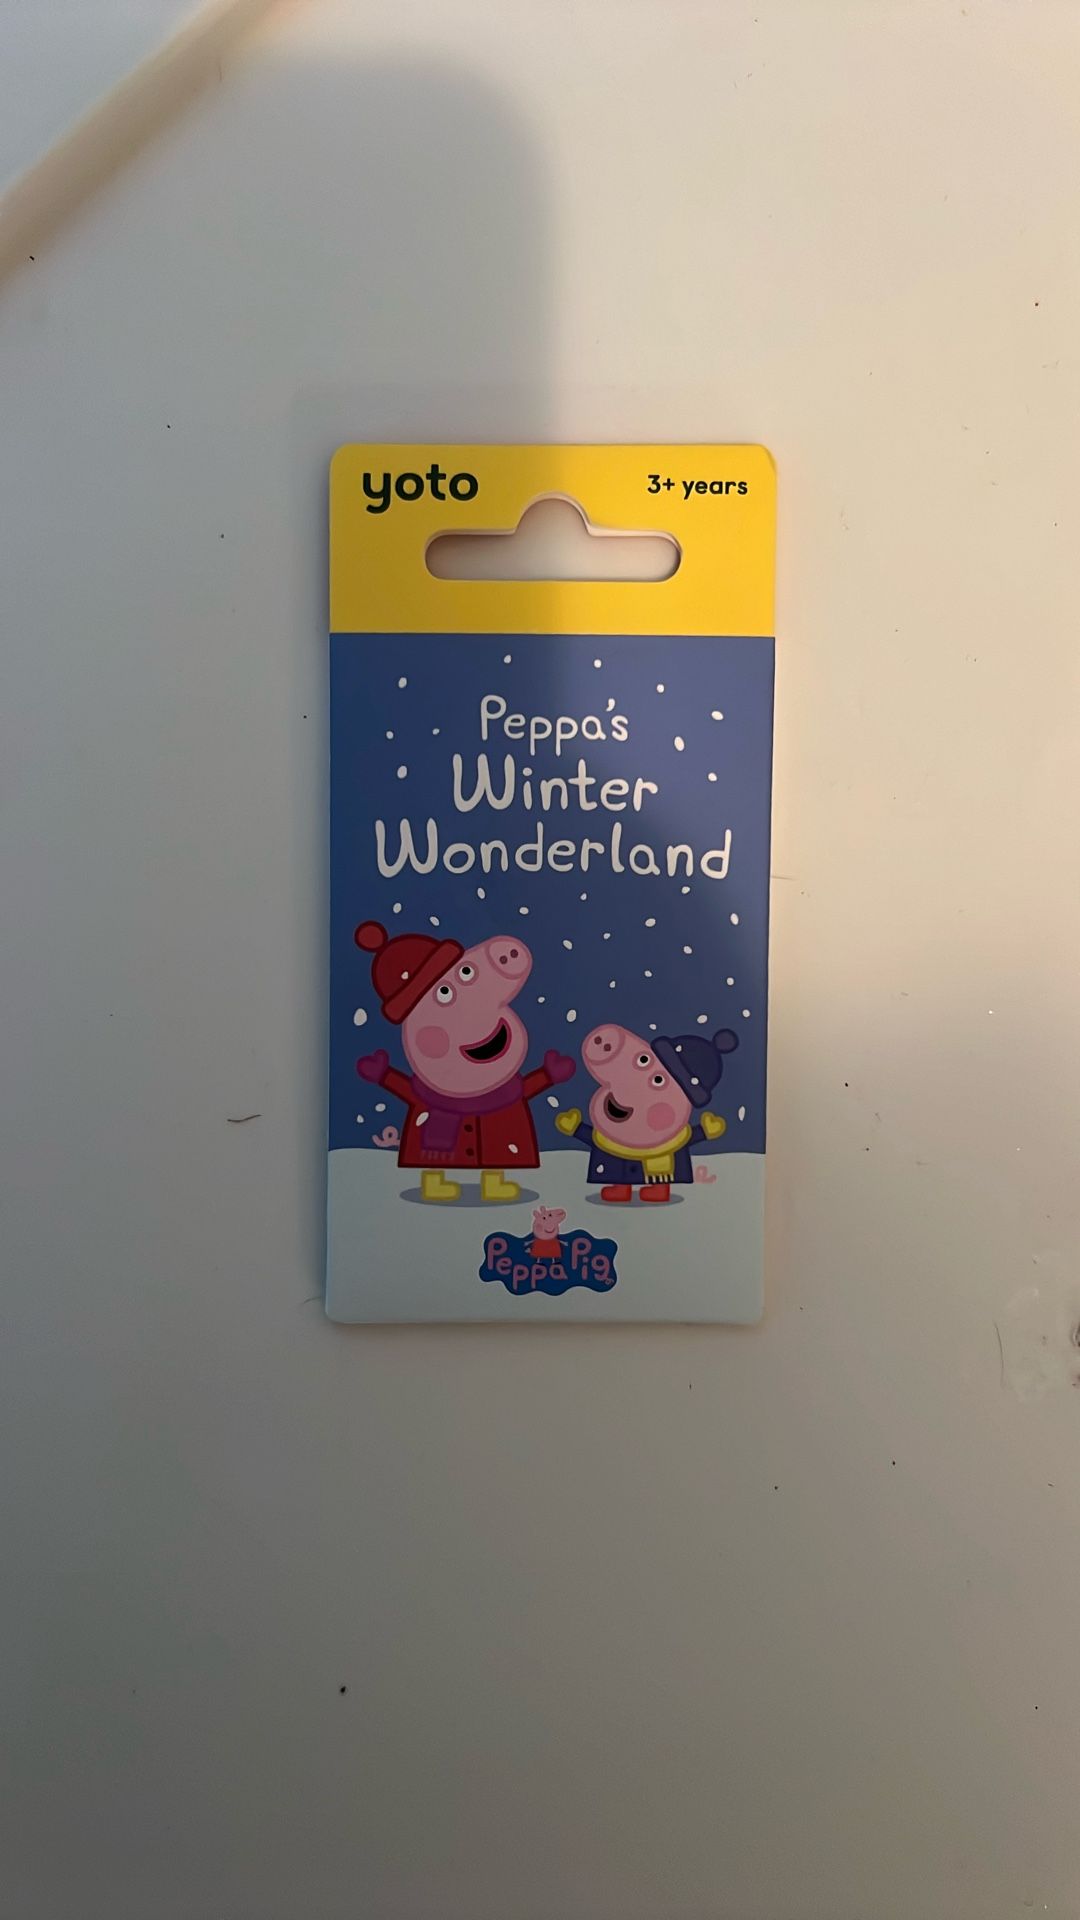 yoto
3+ years
Peppa's
Winter
Wonderland
Peppa Pig